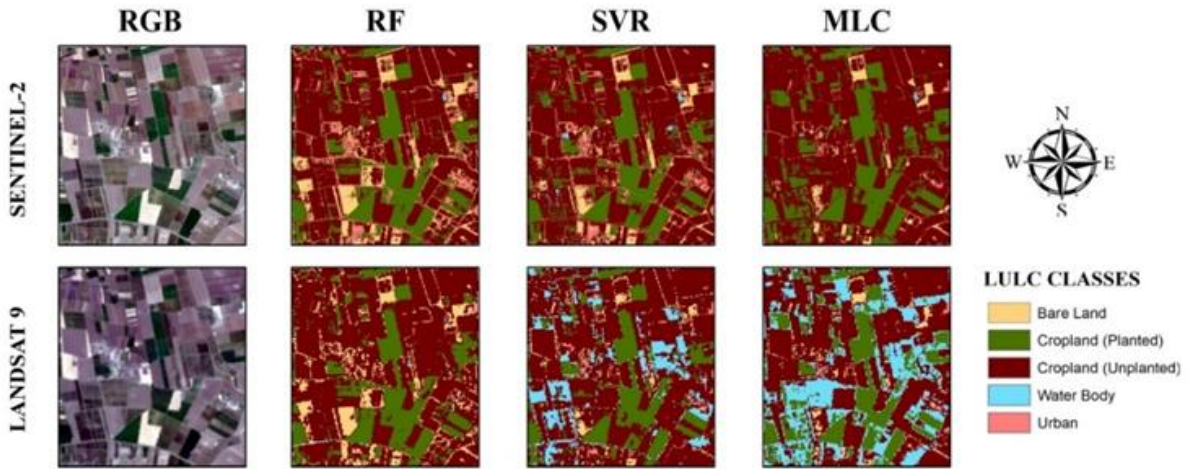 RGB RF SVR MLC
SENTINEL-2
N
W E
S
LANDSAT 9
LULC CLASSES
Bare Land
Cropland (Planted)
Cropland (Unplanted)
Water Body
Urban